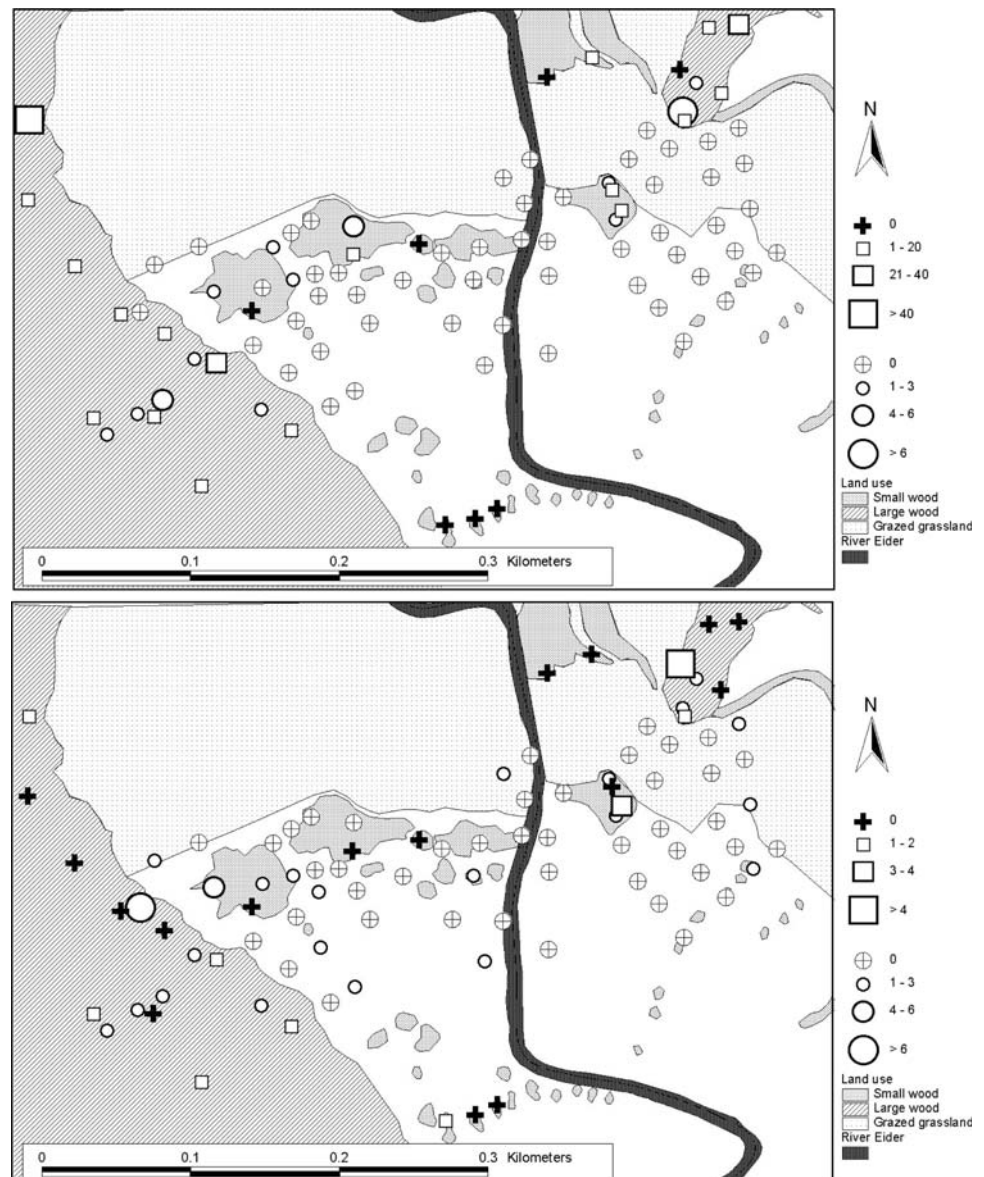 N
0
1 - 20
21 - 40
> 40
0
1 - 3
4 - 6
> 6
Land use
Small wood
Large wood
Grazed grassland
River Eider
0 0.1 0.2 0.3 Kilometers
N
0
1 - 2
3 - 4
> 4
0
1 - 3
4 - 6
> 6
Land use
Small wood
Large wood
Grazed grassland
River Eider
0 0.1 0.2 0.3 Kilometers